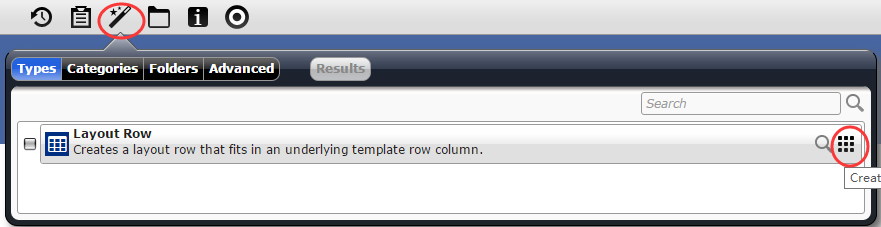 Types Categories Folders Advanced Results
Search
Layout Row
Creates a layout row that fits in an underlying template row column.
Creat